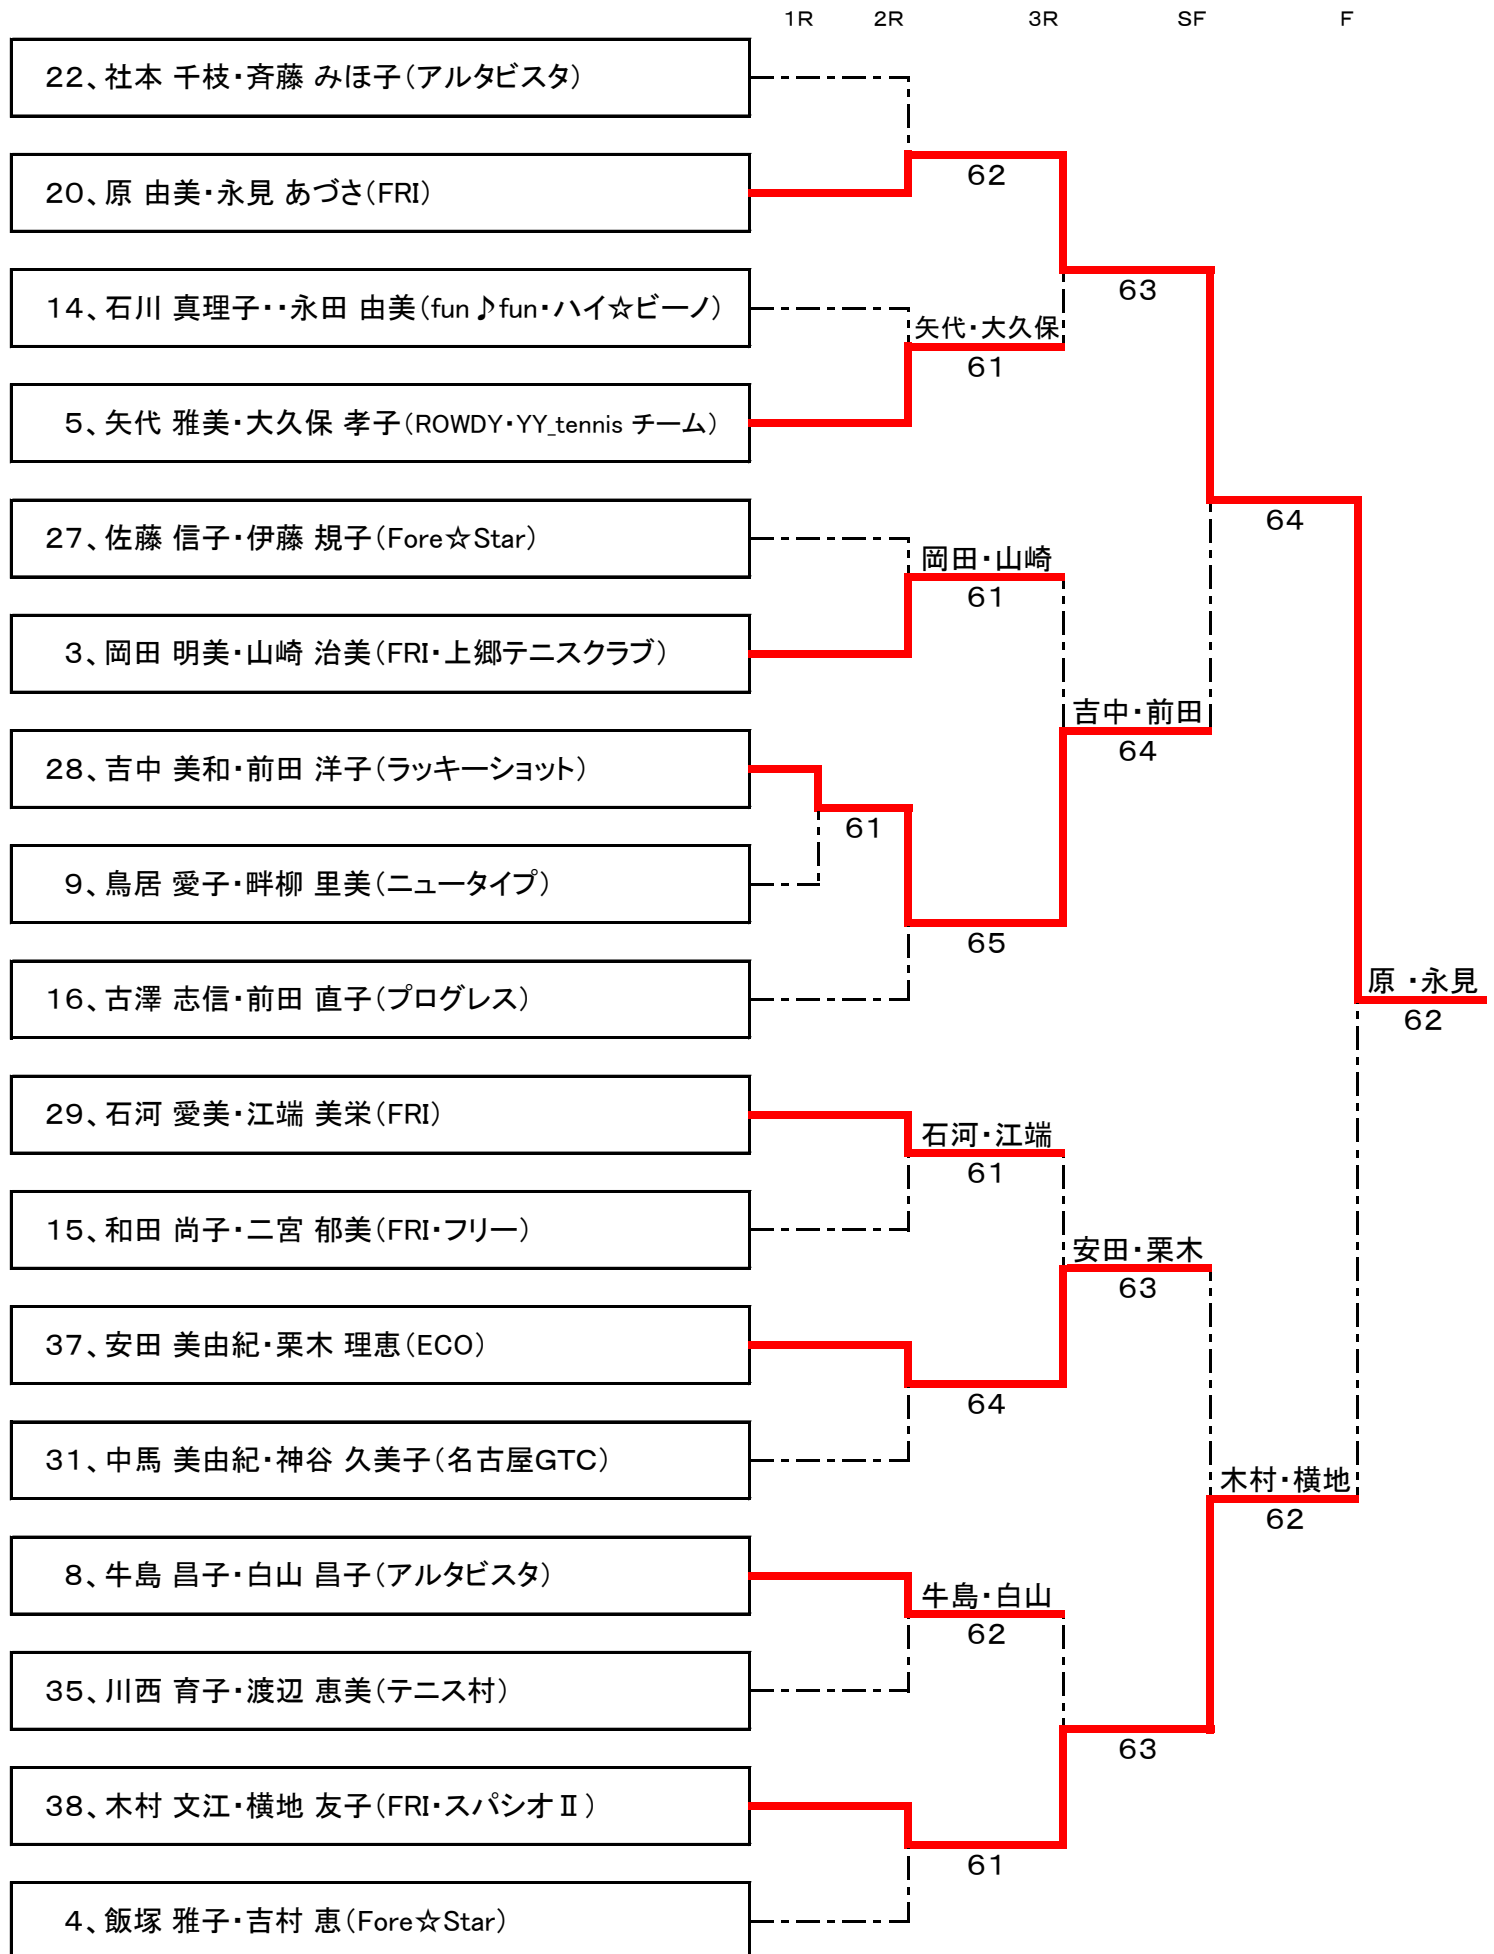 1R 2R 3R SF F
22、社本 千枝・斉藤 みほ子(アルタビスタ)
20、原 由美・永見 あづさ(FRI)
62
63
14、石川 真理子・・永田 由美(fun♪fun・ハイ☆ビーノ)
矢代・大久保
61
5、矢代 雅美・大久保 孝子(ROWDY・YY_tennis チーム)
64
27、佐藤 信子・伊藤 規子(Fore☆Star)
岡田・山崎
61
3、岡田 明美・山崎 治美(FRI・上郷テニスクラブ)
吉中・前田
64
28、吉中 美和・前田 洋子(ラッキーショット)
61
9、鳥居 愛子・畔柳 里美(ニュータイプ)
65
16、古澤 志信・前田 直子(プログレス)
原 ・永見
62
29、石河 愛美・江端 美栄(FRI)
石河・江端
61
15、和田 尚子・二宮 郁美(FRI・フリー)
安田・栗木
63
37、安田 美由紀・栗木 理恵(ECO)
64
31、中馬 美由紀・神谷 久美子(名古屋GTC)
木村・横地
62
8、牛島 昌子・白山 昌子(アルタビスタ)
牛島・白山
62
35、川西 育子・渡辺 恵美(テニス村)
63
38、木村 文江・横地 友子(FRI・スパシオⅡ)
61
4、飯塚 雅子・吉村 恵(Fore☆Star)